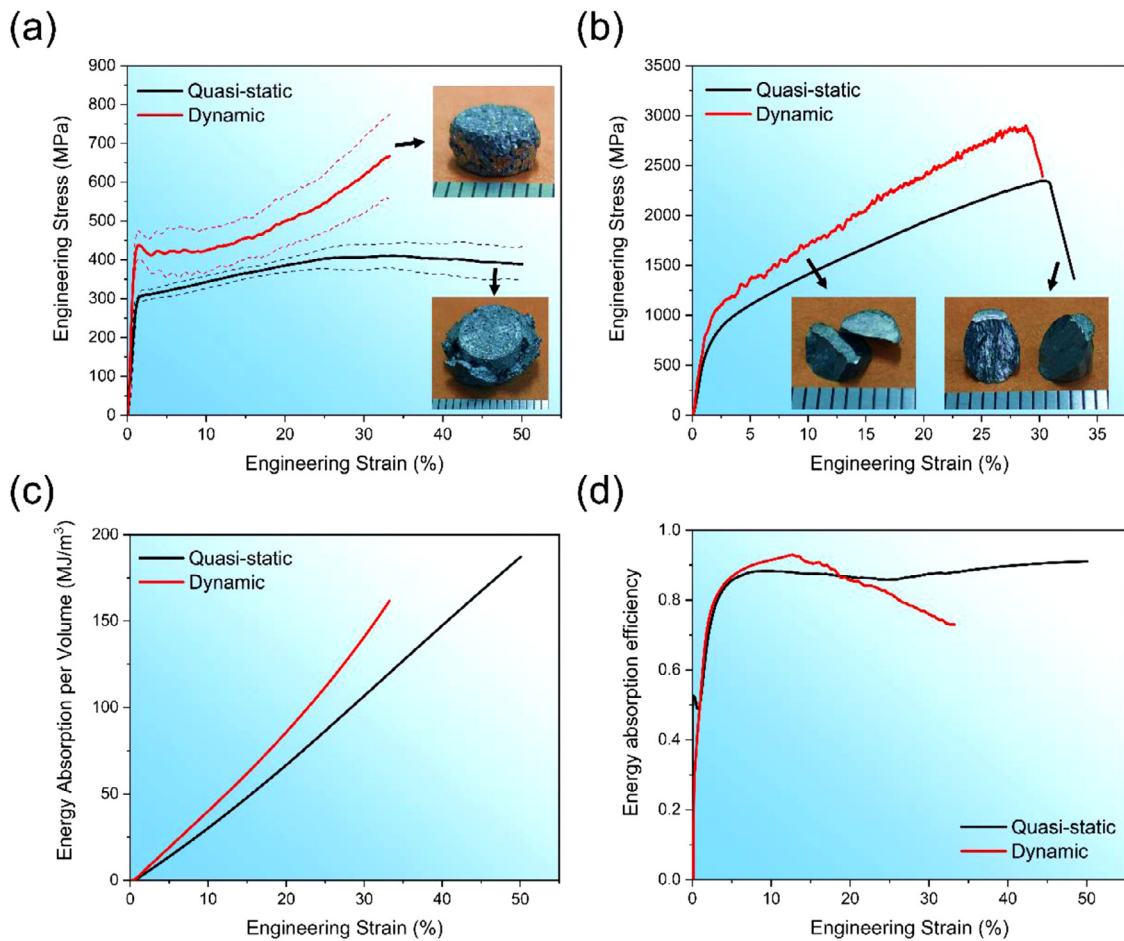 (a)
Engineering Stress (MPa)
900
800
700
600
500
400
300
200
100
0
Quasi-static
Dynamic
0
10
20
30
40
50
Engineering Strain (%)
(b)
Engineering Stress (MPa)
3500
3000
2500
2000
1500
1000
500
0
Quasi-static
Dynamic
0
5
10
15
20
25
30
35
Engineering Strain (%)
(c)
Energy Absorption per Volume (MJ/m³)
200
150
100
50
0
Quasi-static
Dynamic
0
10
20
30
40
50
Engineering Strain (%)
(d)
Energy absorption efficiency
1.0
0.8
0.6
0.4
0.2
0.0
Quasi-static
Dynamic
0
10
20
30
40
50
Engineering Strain (%)